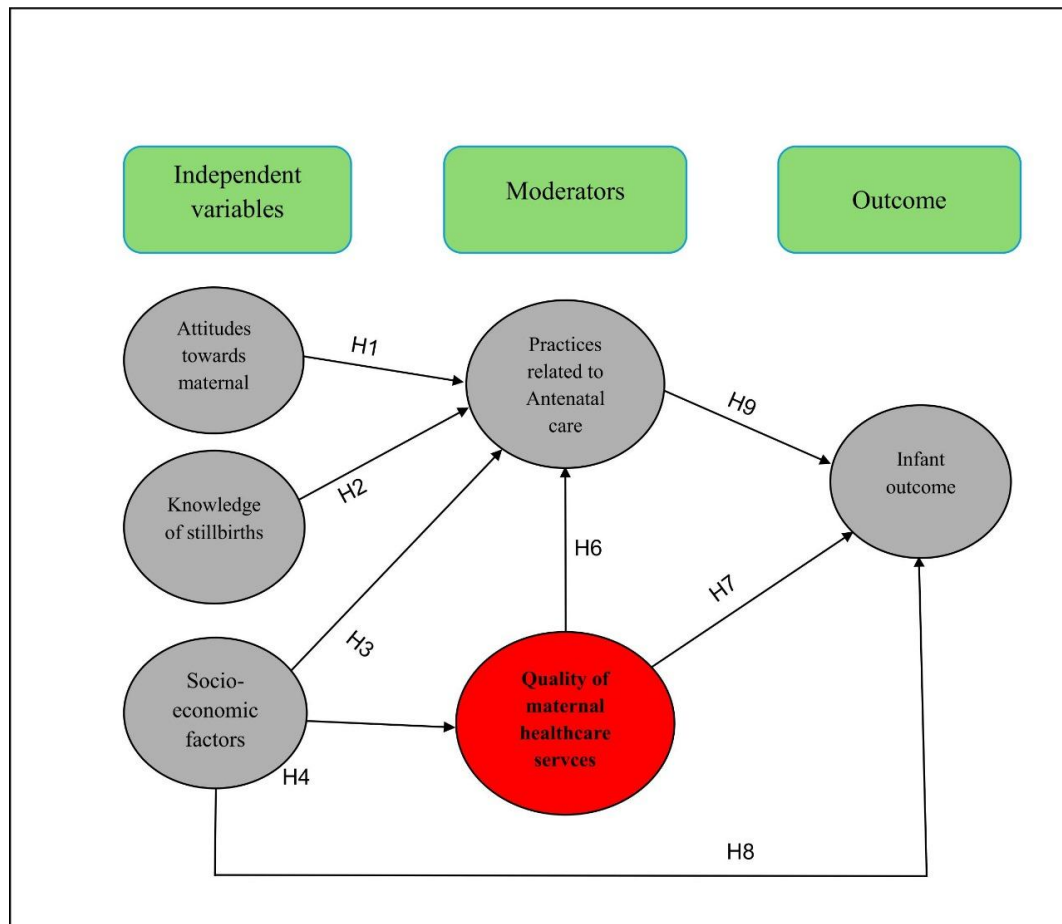 Independent
variables
Moderators
Outcome
Attitudes
towards
maternal
H1
Practices
related to
Antenatal
care
H9
Infant
outcome
Knowledge
of stillbirths
H2
H6
H7
H3
Socio-
economic
factors
H4
Quality of
maternal
healthcare
servces
H8